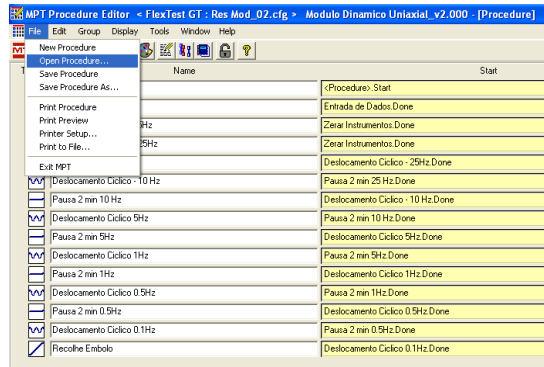 MPT Procedure Editor < FlexTest GT : Res Mod_02.cfg > Modulo Dinamico Uniaxial_v2.000 - [Procedure]
File Edit Group Display Tools Window Help
Name Start
New Procedure
Open Procedure...
Save Procedure
Save Procedure As...
Print Procedure
Print Preview
Printer Setup...
Print to File...
Exit MPT
<Procedure>.Start
Entrada de Dados.Done
Hz Zerar Instrumentos.Done
25Hz Zerar Instrumentos.Done
Deslocamento Ciclico - 25Hz.Done
Deslocamento Ciclico - 10 Hz Pausa 2 min 25 Hz.Done
Pausa 2 min 10 Hz Deslocamento Ciclico - 10 Hz.Done
Deslocamento Ciclico 5Hz Pausa 2 min 10 Hz.Done
Pausa 2 min 5Hz Deslocamento Ciclico 5Hz.Done
Deslocamento Ciclico 1Hz Pausa 2 min 5Hz.Done
Pausa 2 min 1Hz Deslocamento Ciclico 1Hz.Done
Deslocamento Ciclico 0.5Hz Pausa 2 min 1Hz.Done
Pausa 2 min 0.5Hz Deslocamento Ciclico 0.5Hz.Done
Deslocamento Ciclico 0.1Hz Pausa 2 min 0.5Hz.Done
Recolhe Embolo Deslocamento Ciclico 0.1Hz.Done